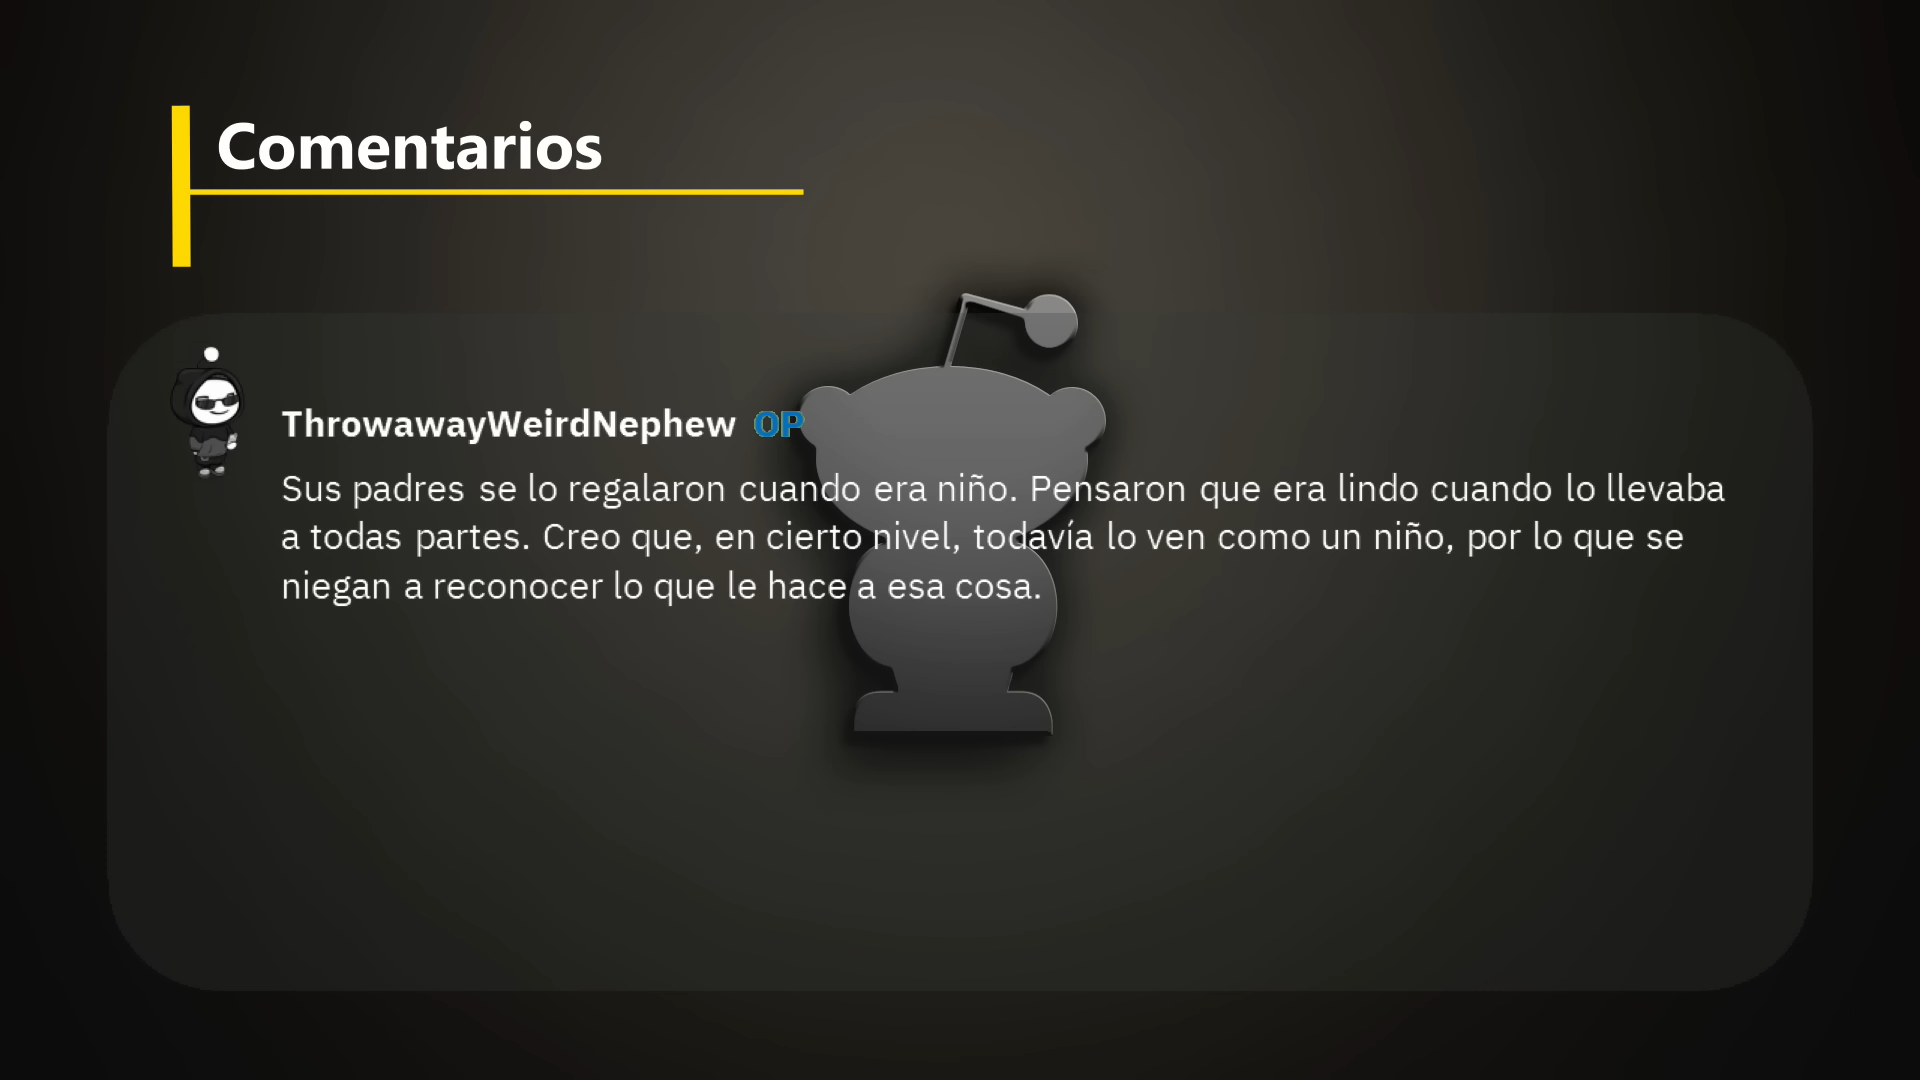 Comentarios
ThrowawayWeirdNephew OP
Sus padres se lo regalaron cuando era niño. Pensaron que era lindo cuando lo llevaba
a todas partes. Creo que, en cierto nivel, todavía lo ven como un niño, por lo que se
niegan a reconocer lo que le hace a esa cosa.